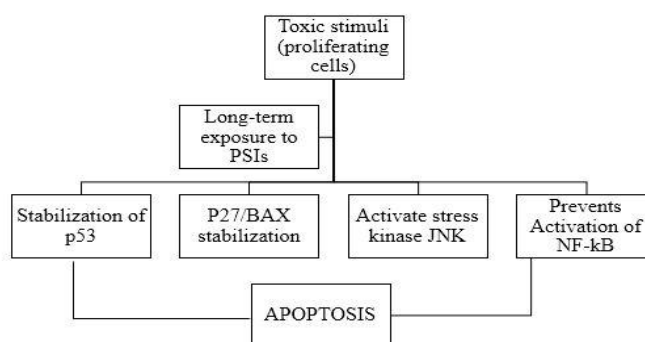 Toxic stimuli
(proliferating
cells)
Long-term
exposure to
PSIs
Stabilization of
p53
P27/BAX
stabilization
Activate stress
kinase JNK
Prevents
Activation of
NF-kB
APOPTOSIS